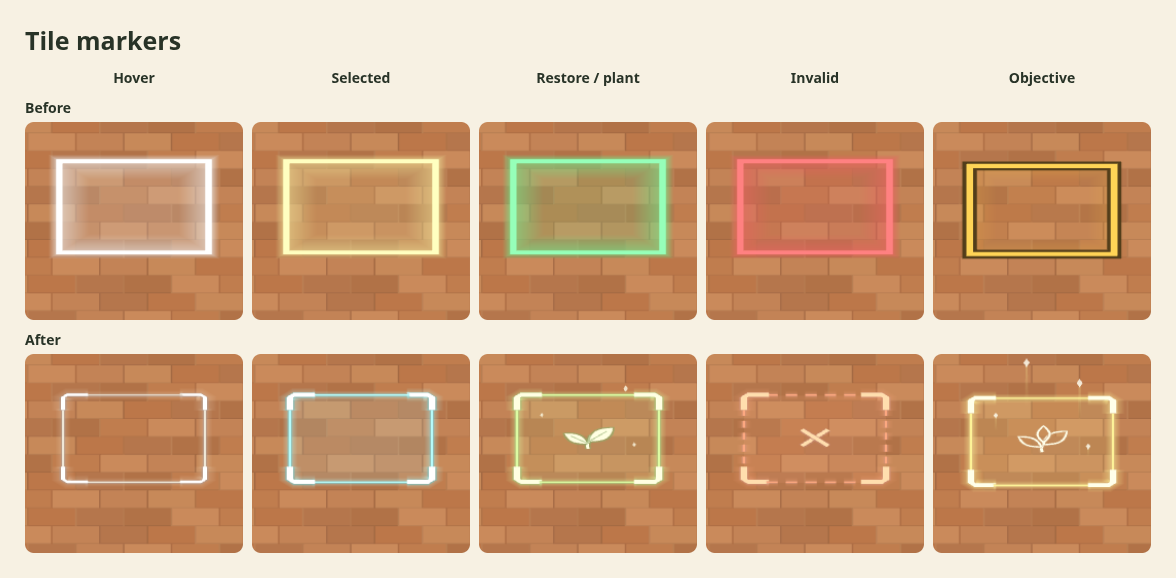 Tile markers
Hover Selected Restore / plant Invalid Objective
Before
After